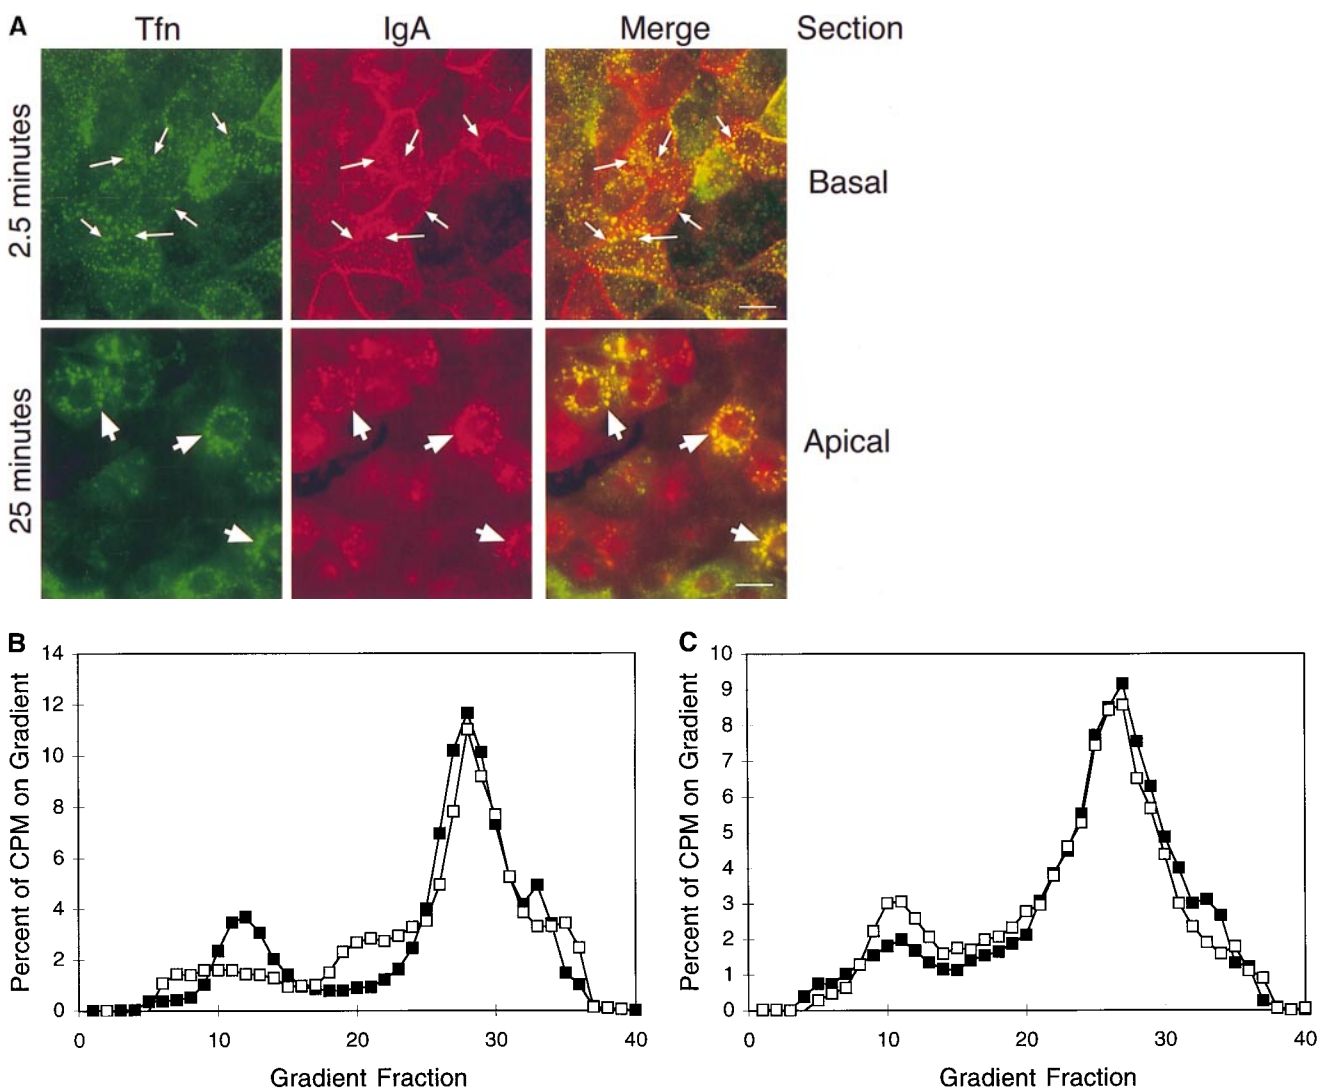 A Tfn IgA Merge Section
2.5 minutes
Basal
25 minutes
Apical
B
Percent of CPM on Gradient
14
12
10
8
6
4
2
0
0 10 20 30 40
Gradient Fraction
C
Percent of CPM on Gradient
10
9
8
7
6
5
4
3
2
1
0
0 10 20 30 40
Gradient Fraction